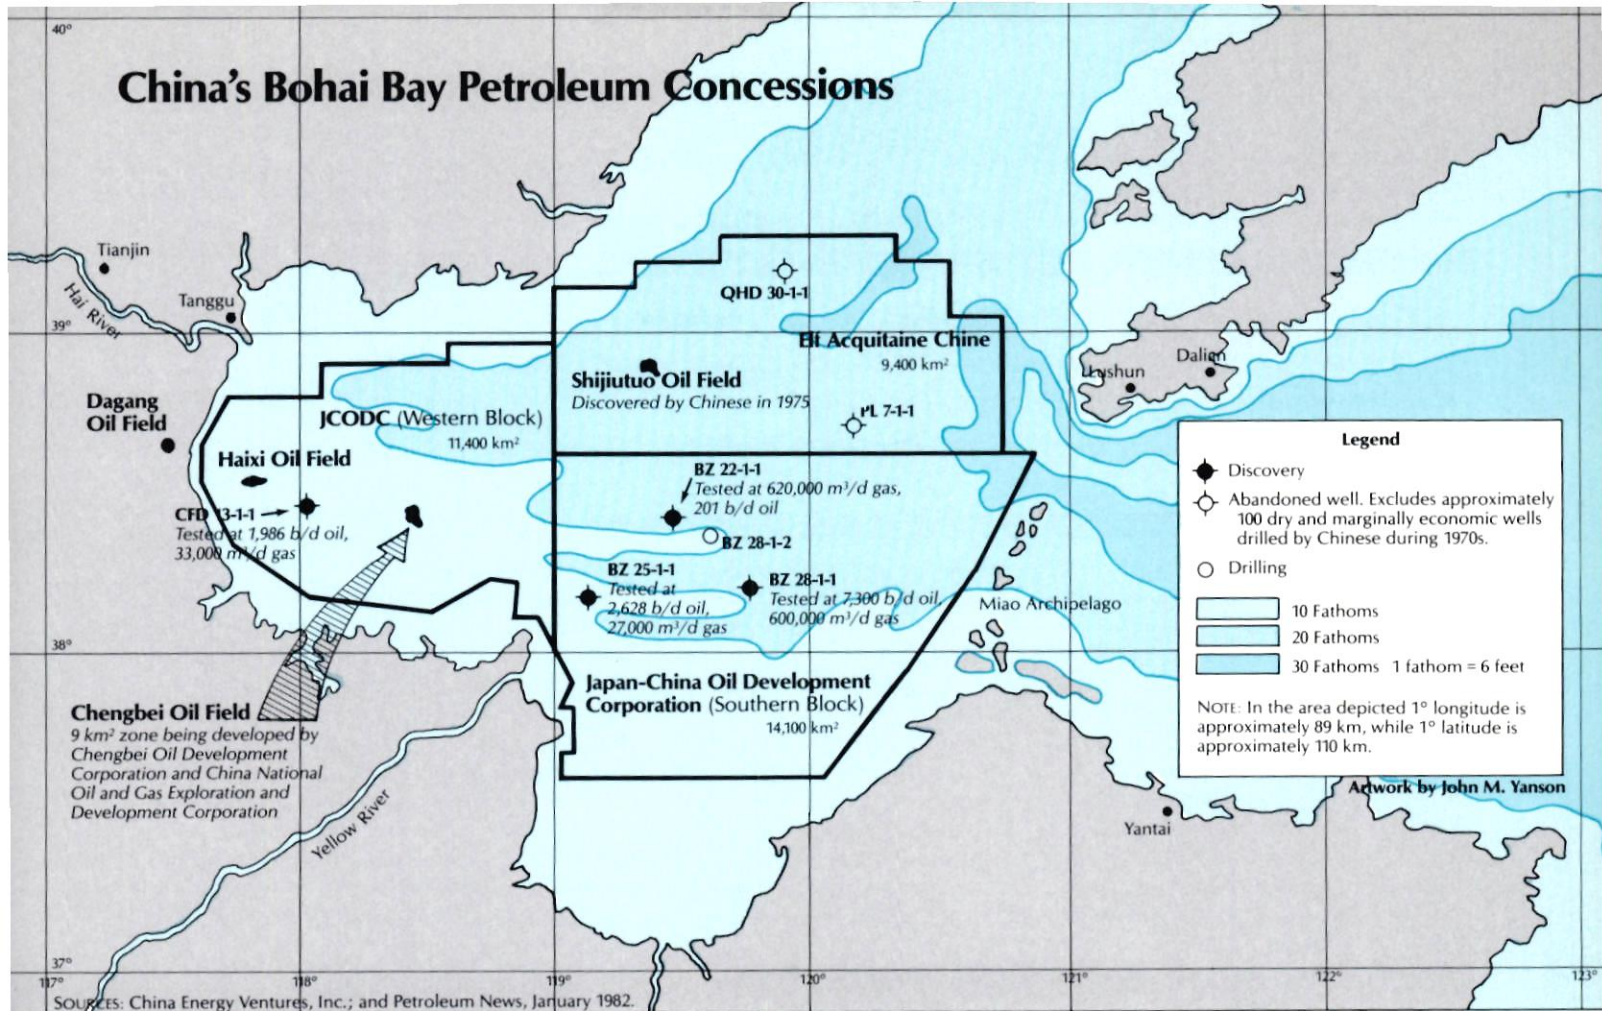 40°
China's Bohai Bay Petroleum Concessions
Tianjin
Hai River
Tanggu
39°
QHD 30-1-1
Elf Acquitaine Chine
9,400 km²
Shijiutuo Oil Field
Discovered by Chinese in 1975
PL 7-1-1
Lushun
Dalian
Dagang
Oil Field
JCODC (Western Block)
11,400 km²
Haixi Oil Field
CFD 13-1-1
Tested at 1,986 b/d oil,
33,000 m³/d gas
BZ 22-1-1
Tested at 620,000 m³/d gas,
201 b/d oil
BZ 28-1-2
BZ 25-1-1
Tested at
2,628 b/d oil,
27,000 m³/d gas
BZ 28-1-1
Tested at 7,300 b/d oil,
600,000 m³/d gas
Miao Archipelago
38°
Japan-China Oil Development
Corporation (Southern Block)
14,100 km²
Chengbei Oil Field
9 km² zone being developed by
Chengbei Oil Development
Corporation and China National
Oil and Gas Exploration and
Development Corporation
Yellow River
Legend
Discovery
Abandoned well. Excludes approximately
100 dry and marginally economic wells
drilled by Chinese during 1970s.
Drilling
10 Fathoms
20 Fathoms
30 Fathoms 1 fathom = 6 feet
NOTE: In the area depicted 1° longitude is
approximately 89 km, while 1° latitude is
approximately 110 km.
Artwork by John M. Yanson
Yantai
37°
117°
118°
119°
120°
121°
122°
123°
SOURCES: China Energy Ventures, Inc.; and Petroleum News, January 1982.